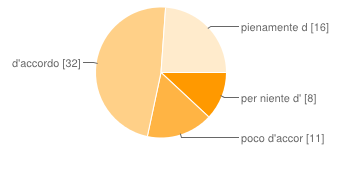 pienamente d [16]
d'accordo [32]
per niente d' [8]
poco d'accor [11]